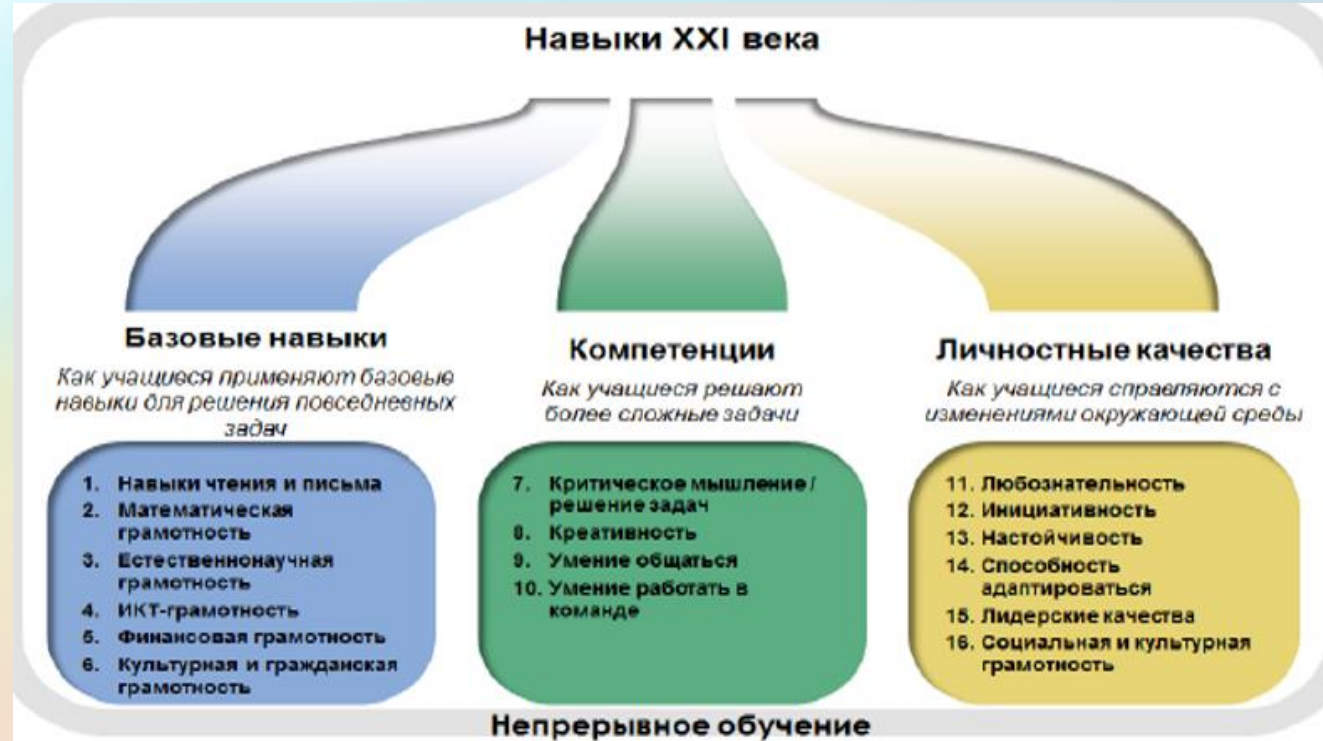 Навыки XXI века
Базовые навыки
Как учащиеся применяют базовые
навыки для решения повседневных
задач
1. Навыки чтения и письма
2. Математическая
грамотность
3. Естественнонаучная
грамотность
4. ИКТ-грамотность
5. Финансовая грамотность
6. Культурная и гражданская
грамотность
Компетенции
Как учащиеся решают
более сложные задачи
7. Критическое мышление /
решение задач
8. Креативность
9. Умение общаться
10. Умение работать в
команде
Личностные качества
Как учащиеся справляются с
изменениями окружающей среды
11. Любознательность
12. Инициативность
13. Настойчивость
14. Способность
адаптироваться
15. Лидерские качества
16. Социальная и культурная
грамотность
Непрерывное обучение